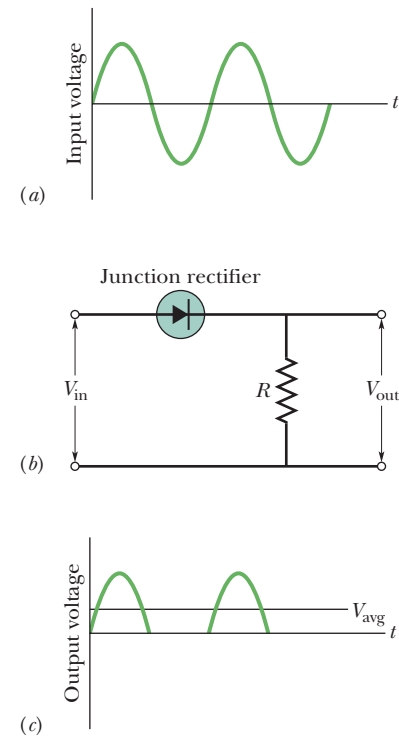 Input voltage
t
(a)
Junction rectifier
V_in
R
V_out
(b)
Output voltage
V_avg
t
(c)